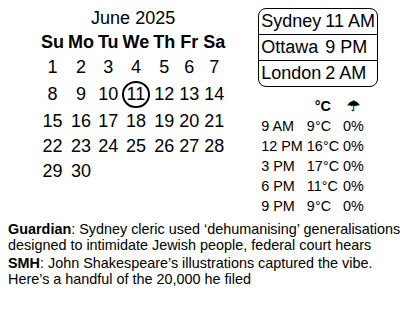 June 2025
Su Mo Tu We Th Fr Sa
1 2 3 4 5 6 7
8 9 10 11 12 13 14
15 16 17 18 19 20 21
22 23 24 25 26 27 28
29 30
Sydney 11 AM
Ottawa 9 PM
London 2 AM
°C ☂
9 AM 9°C 0%
12 PM 16°C 0%
3 PM 17°C 0%
6 PM 11°C 0%
9 PM 9°C 0%
Guardian: Sydney cleric used ‘dehumanising’ generalisations
designed to intimidate Jewish people, federal court hears
SMH: John Shakespeare’s illustrations captured the vibe.
Here’s a handful of the 20,000 he filed